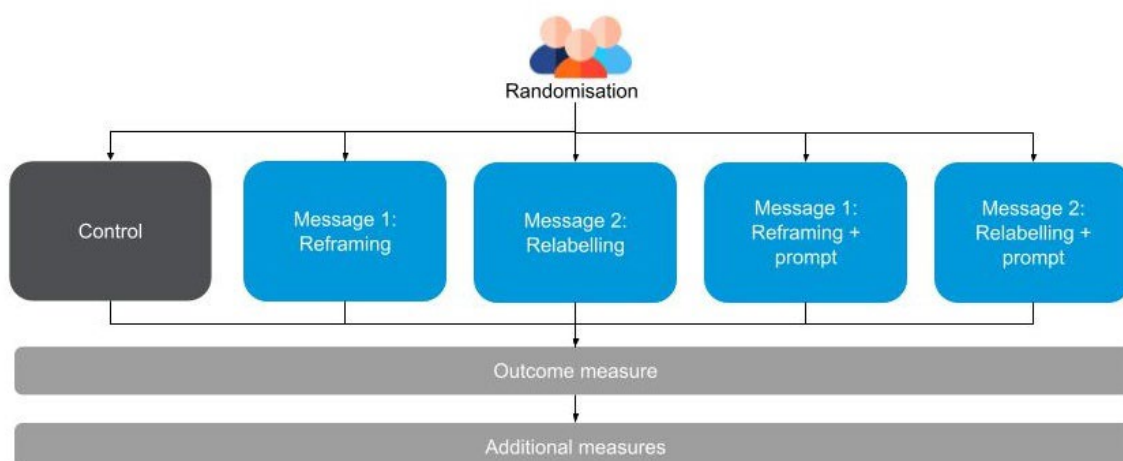 Randomisation
Control
Message 1:
Reframing
Message 2:
Relabelling
Message 1:
Reframing +
prompt
Message 2:
Relabelling +
prompt
Outcome measure
Additional measures